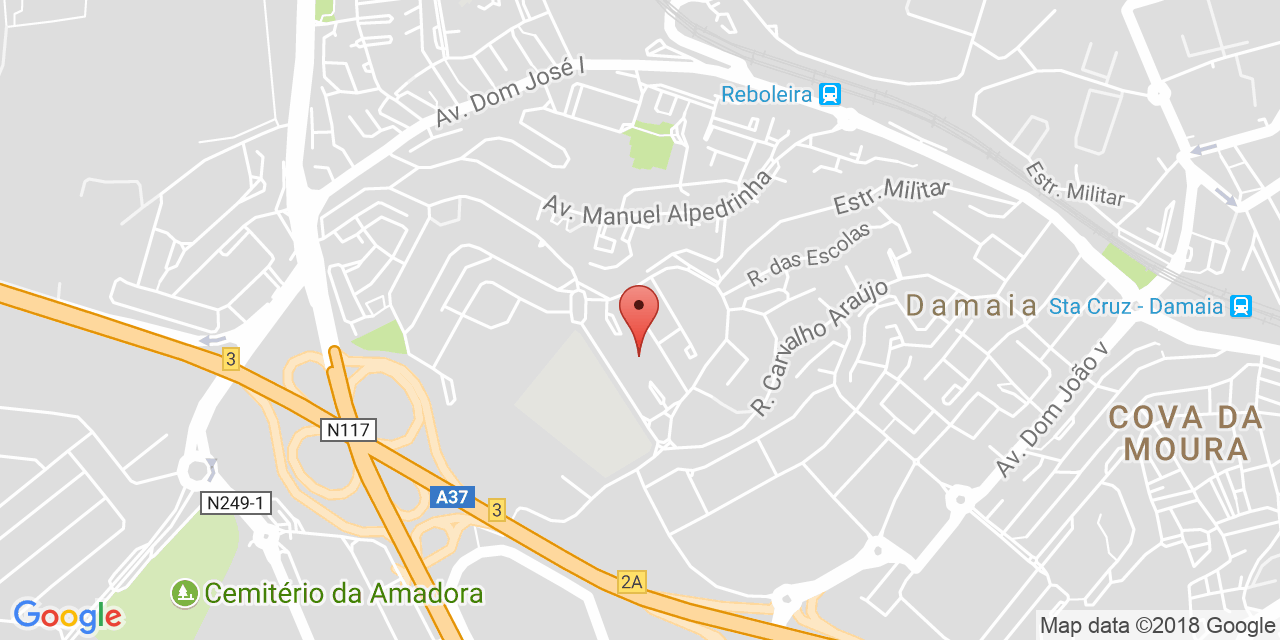 Av. Dom José I
Reboleira
Estr. Militar
Av. Manuel Alpedrinha
Estr. Militar
R. das Escolas
R. Carvalho Araújo
Damaia
Sta Cruz - Damaia
3
Av. Dom João v
COVA DA
MOURA
N117
A37
3
N249-1
2A
Cemitério da Amadora
Google
Map data ©2018 Google